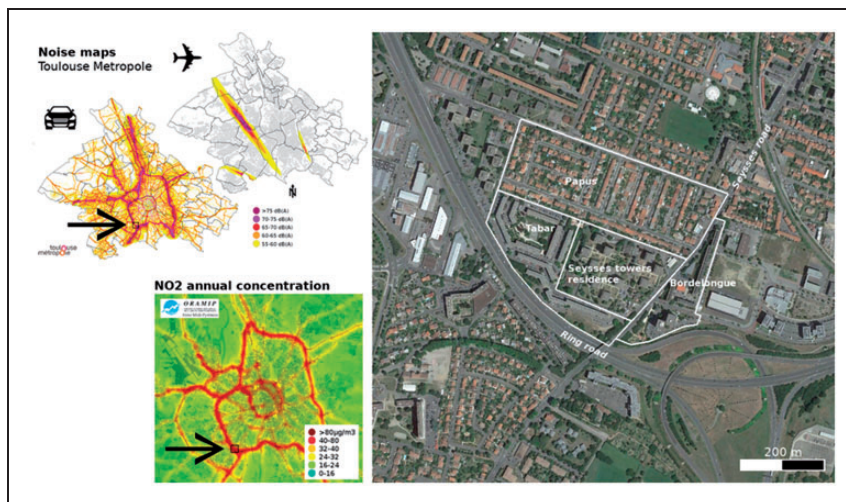 Noise maps
Toulouse Metropole
>75 dB(A)
70-75 dB(A)
65-70 dB(A)
60-65 dB(A)
55-60 dB(A)
toulouse
metropole
NO2 annual concentration
ORAMIP
>80µg/m3
40-80
32-40
24-32
16-24
0-16
Papus
Seysses road
Tabar
Seysses towers
residence
Bordelongue
Ring road
200 m